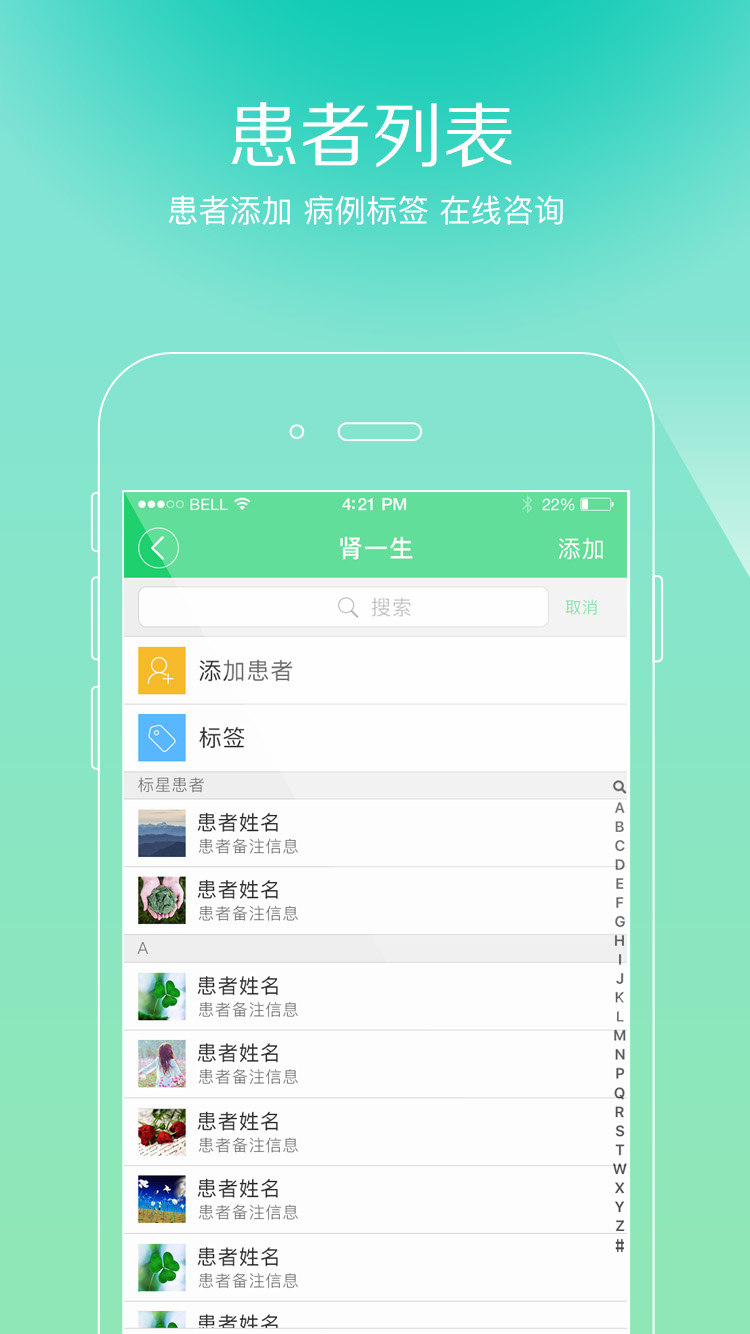 患者列表
患者添加 病例标签 在线咨询
BELL 4:21 PM 22%
肾一生 添加
搜索 取消
添加患者
标签
标星患者
患者姓名
患者备注信息
患者姓名
患者备注信息
A
患者姓名
患者备注信息
患者姓名
患者备注信息
患者姓名
患者备注信息
患者姓名
患者备注信息
患者姓名
患者备注信息
患者姓名
A
B
C
D
E
F
G
H
I
J
K
L
M
N
P
Q
R
S
T
W
X
Y
Z
#